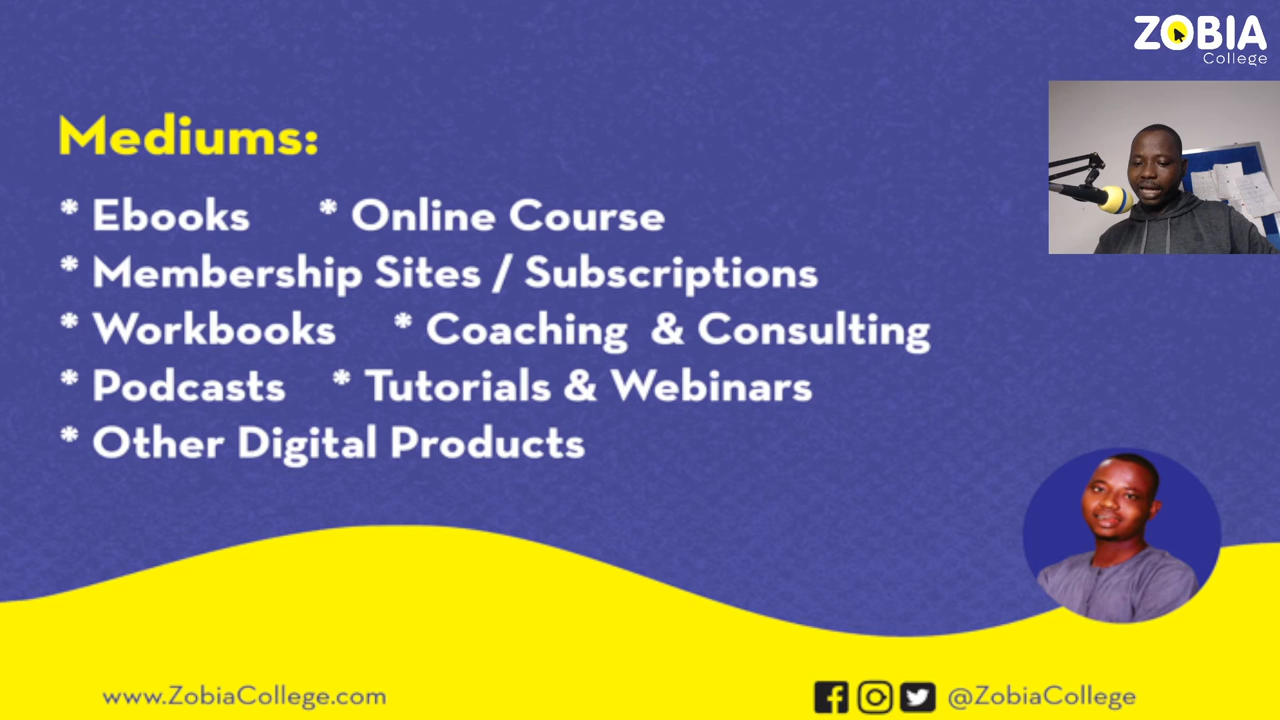 ZOBIA
College
Mediums:
* Ebooks * Online Course
* Membership Sites / Subscriptions
* Workbooks * Coaching & Consulting
* Podcasts * Tutorials & Webinars
* Other Digital Products
www.ZobiaCollege.com @ZobiaCollege